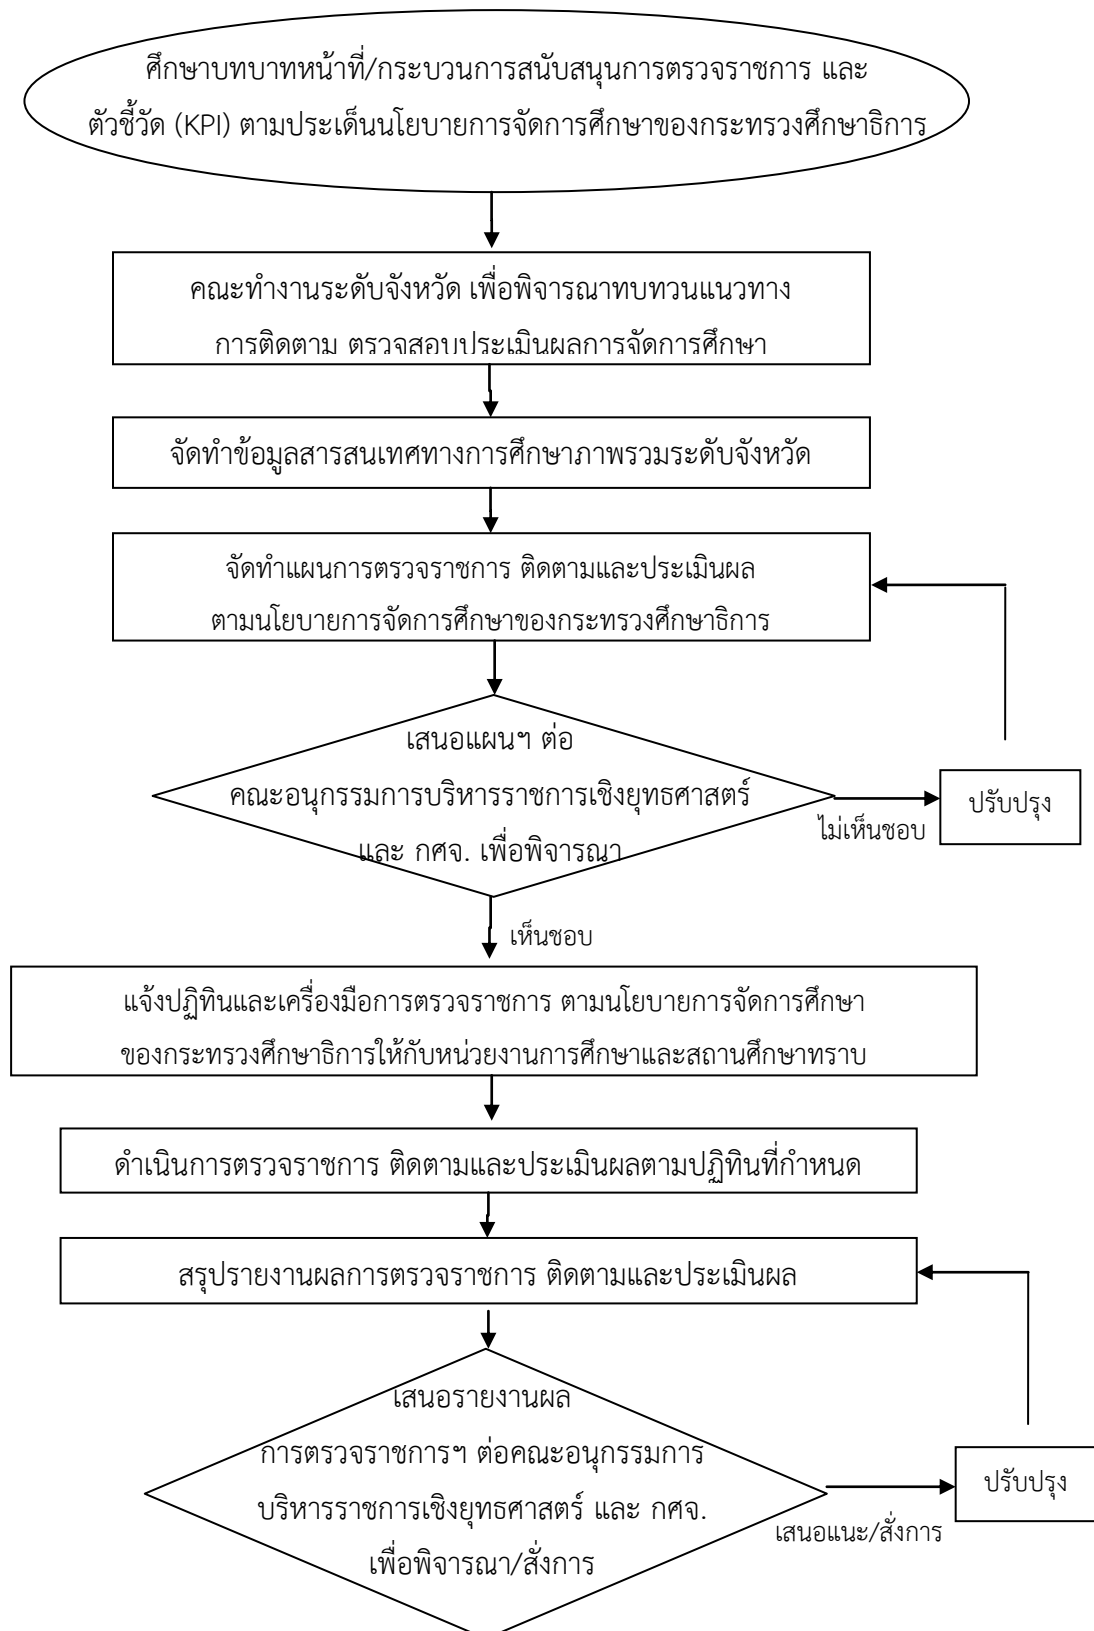 ศึกษาบทบาทหน้าที่/กระบวนการสนับสนุนการตรวจราชการ และ
ตัวชี้วัด (KPI) ตามประเด็นนโยบายการจัดการศึกษาของกระทรวงศึกษาธิการ
คณะทำงานระดับจังหวัด เพื่อพิจารณาทบทวนแนวทาง
การติดตาม ตรวจสอบประเมินผลการจัดการศึกษา
จัดทำข้อมูลสารสนเทศทางการศึกษาภาพรวมระดับจังหวัด
จัดทำแผนการตรวจราชการ ติดตามและประเมินผล
ตามนโยบายการจัดการศึกษาของกระทรวงศึกษาธิการ
เสนอแผนฯ ต่อ
คณะอนุกรรมการบริหารราชการเชิงยุทธศาสตร์
และ กศจ. เพื่อพิจารณา
ไม่เห็นชอบ
ปรับปรุง
เห็นชอบ
แจ้งปฏิทินและเครื่องมือการตรวจราชการ ตามนโยบายการจัดการศึกษา
ของกระทรวงศึกษาธิการให้กับหน่วยงานการศึกษาและสถานศึกษาทราบ
ดำเนินการตรวจราชการ ติดตามและประเมินผลตามปฏิทินที่กำหนด
สรุปรายงานผลการตรวจราชการ ติดตามและประเมินผล
เสนอรายงานผล
การตรวจราชการฯ ต่อคณะอนุกรรมการ
บริหารราชการเชิงยุทธศาสตร์ และ กศจ.
เพื่อพิจารณา/สั่งการ
เสนอแนะ/สั่งการ
ปรับปรุง